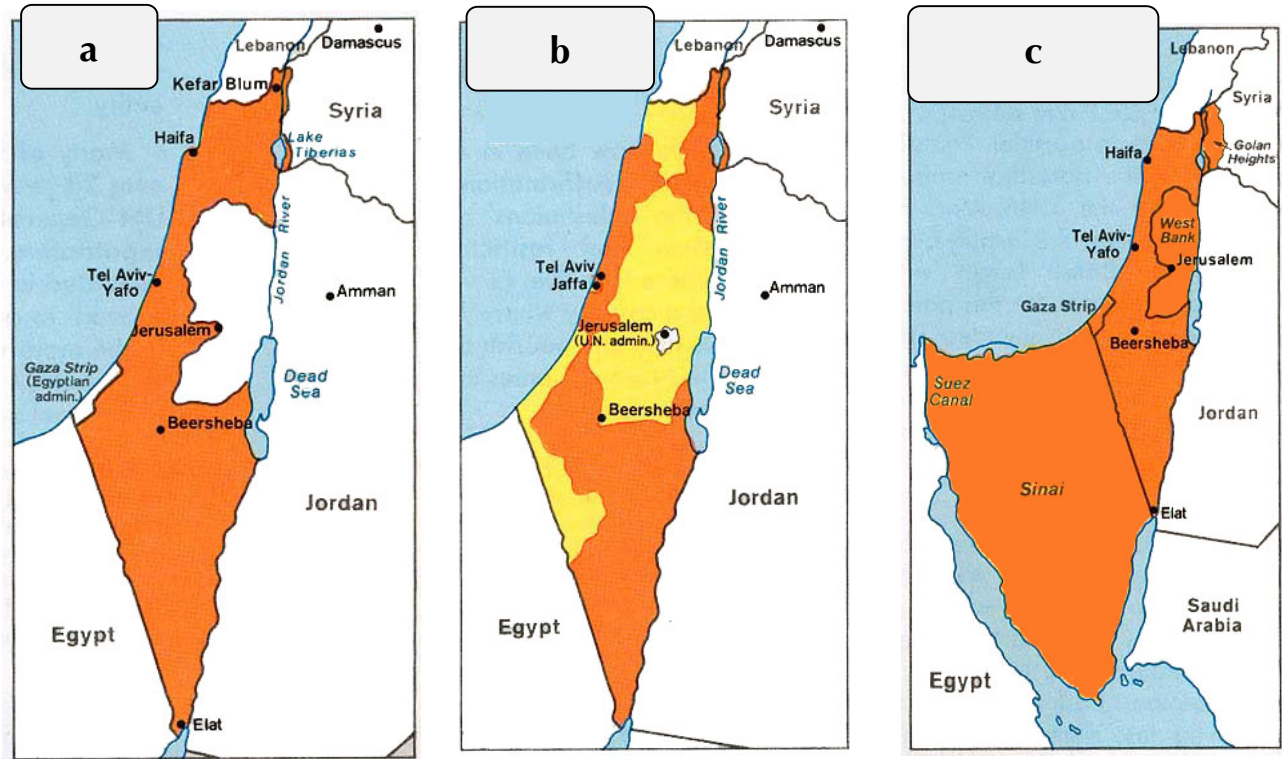 a
Lebanon
Damascus
Kefar Blum
Syria
Haifa
Lake
Tiberias
Jordan River
Tel Aviv-
Yafo
Amman
Jerusalem
Gaza Strip
(Egyptian
admin.)
Dead
Sea
Beersheba
Jordan
Egypt
Elat
b
Lebanon
Damascus
Syria
Haifa
Jordan River
Tel Aviv
Jaffa
Amman
Jerusalem
(U.N. admin.)
Dead
Sea
Beersheba
Jordan
Egypt
c
Lebanon
Syria
Golan
Heights
Haifa
West
Bank
Tel Aviv-
Yafo
Jerusalem
Gaza Strip
Beersheba
Suez
Canal
Jordan
Sinai
Elat
Saudi
Arabia
Egypt